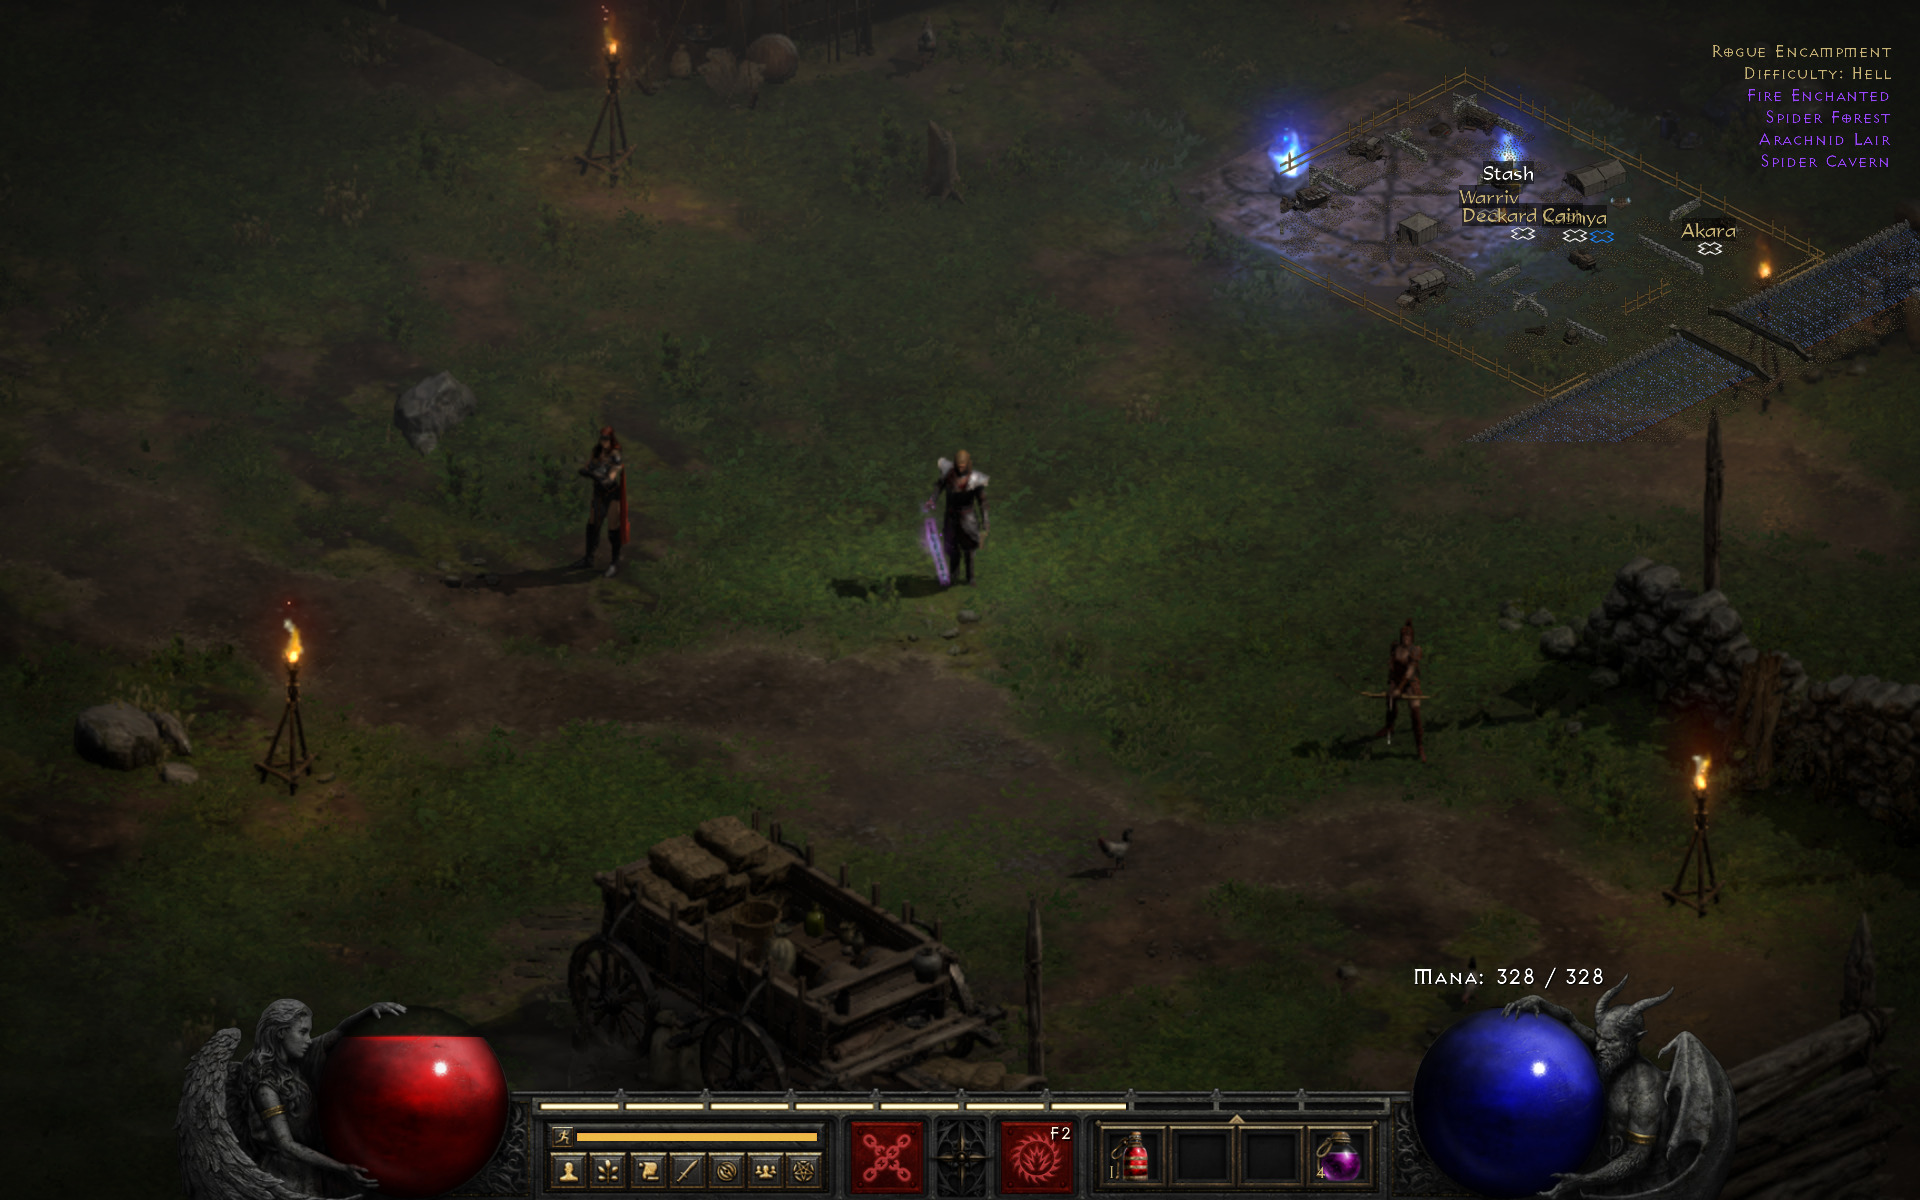 Rogue Encampment
Difficulty: Hell
Fire Enchanted
Spider Forest
Arachnid Lair
Spider Cavern
Stash
Warriv
Deckard Cain
Akara
Mana: 328 / 328
F2
4